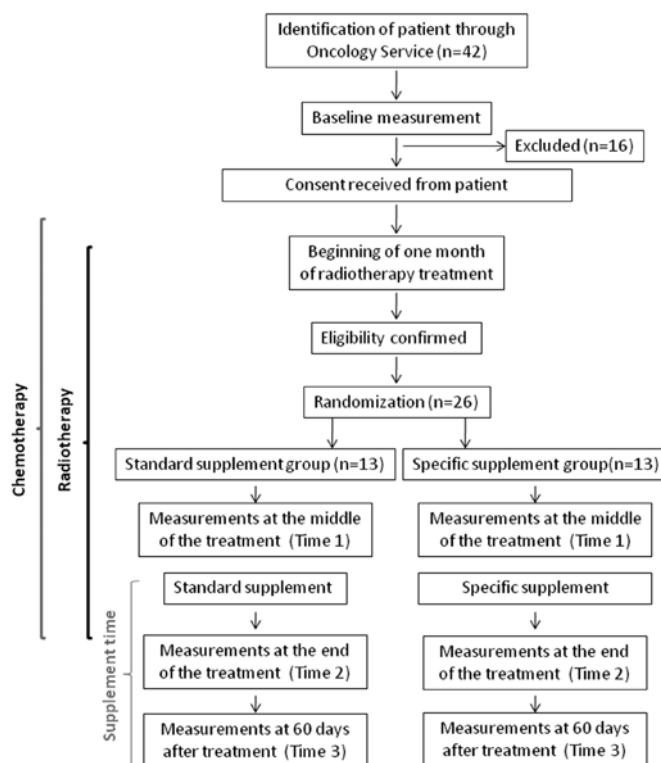 Identification of patient through
Oncology Service (n=42)
Baseline measurement
Excluded (n=16)
Consent received from patient
Beginning of one month
of radiotherapy treatment
Eligibility confirmed
Randomization (n=26)
Chemotherapy
Radiotherapy
Standard supplement group (n=13)
Specific supplement group(n=13)
Measurements at the middle
of the treatment (Time 1)
Measurements at the middle
of the treatment (Time 1)
Supplement time
Standard supplement
Specific supplement
Measurements at the end
of the treatment (Time 2)
Measurements at the end
of the treatment (Time 2)
Measurements at 60 days
after treatment (Time 3)
Measurements at 60 days
after treatment (Time 3)